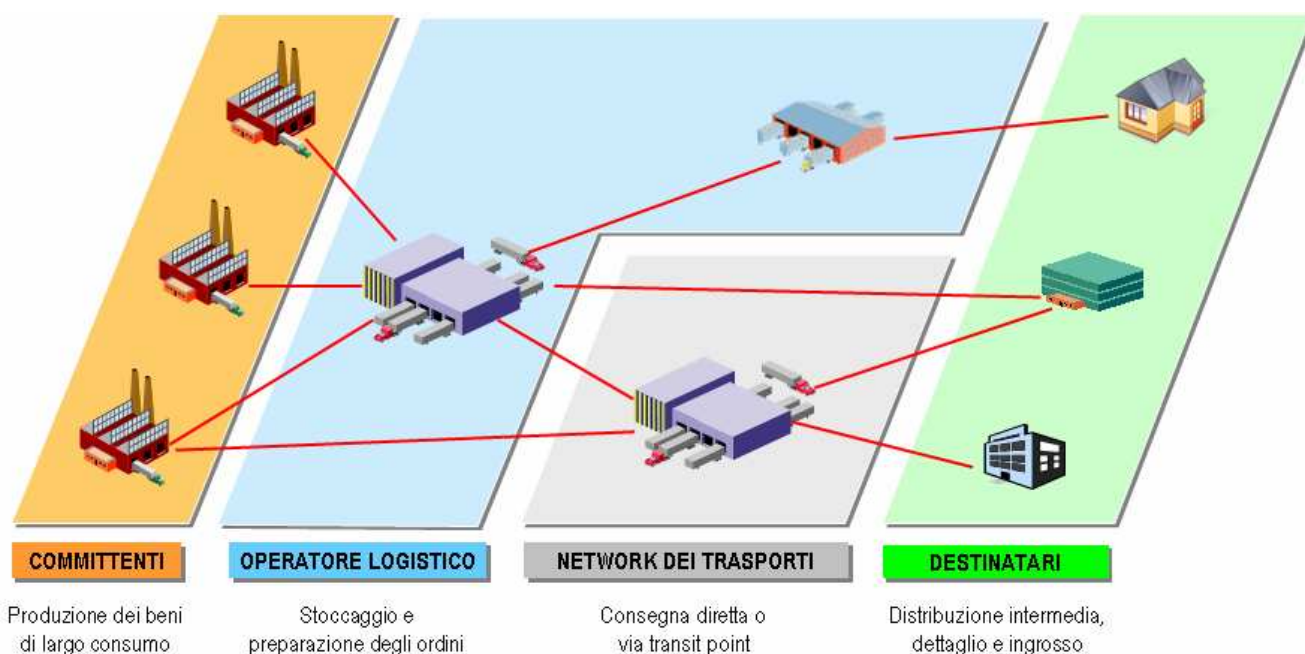 COMMITTENTI
OPERATORE LOGISTICO
NETWORK DEI TRASPORTI
DESTINATARI
Produzione dei beni
di largo consumo
Stoccaggio e
preparazione degli ordini
Consegna diretta o
via transit point
Distribuzione intermedia,
dettaglio e ingrosso